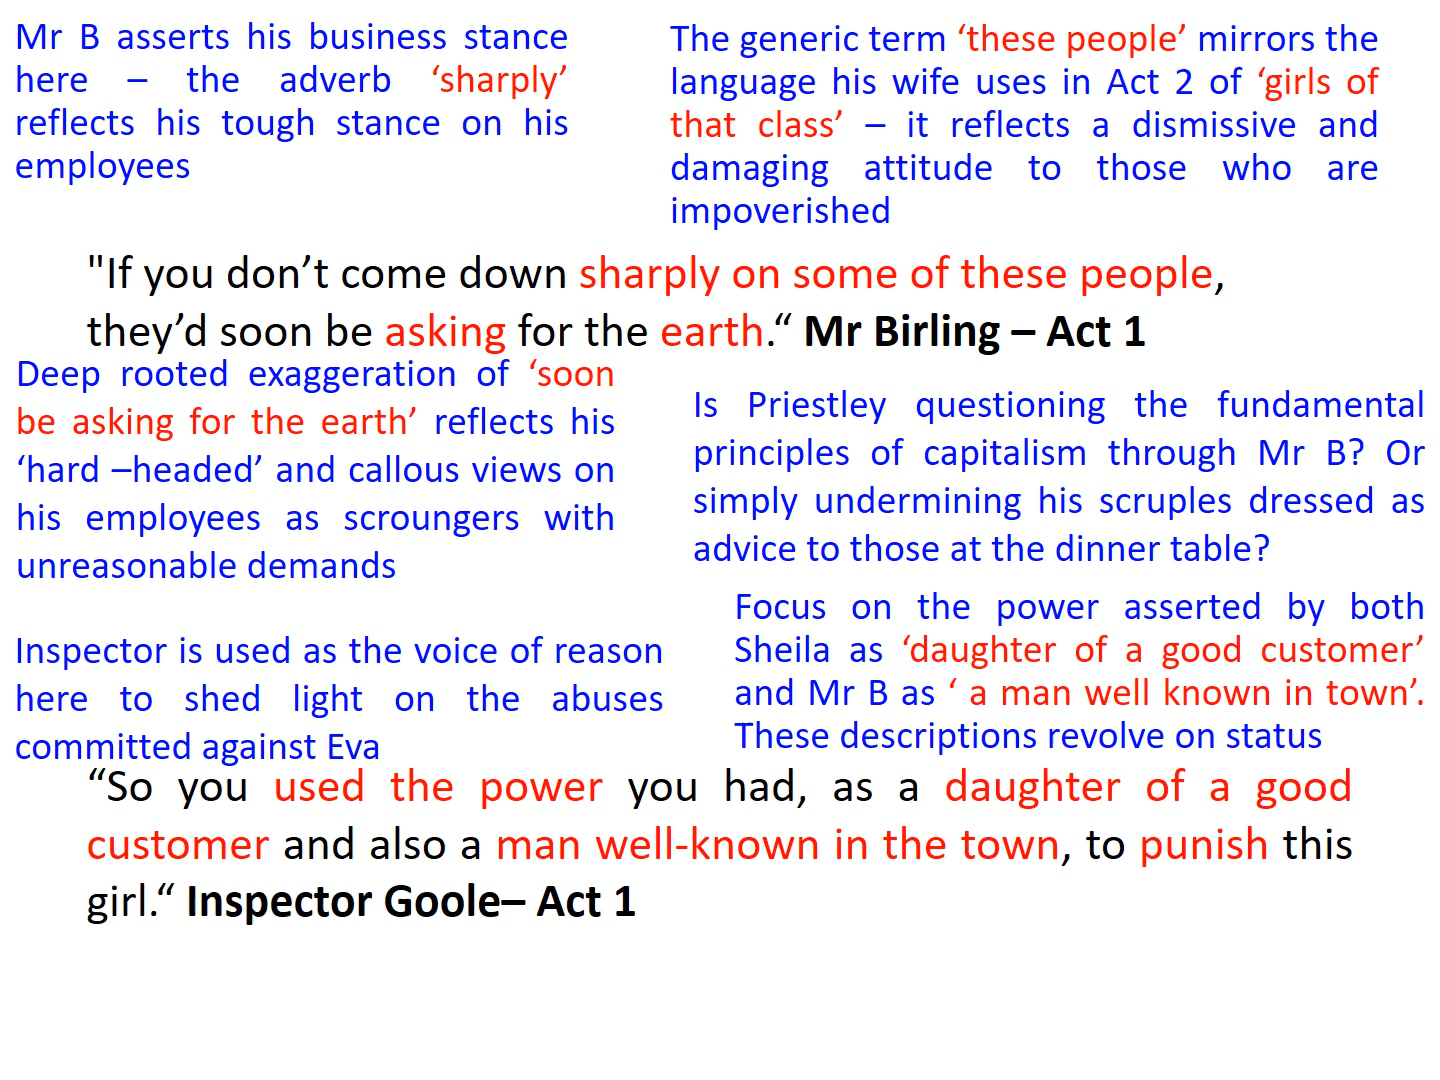 Mr B asserts his business stance
here – the adverb ‘sharply’
reflects his tough stance on his
employees
The generic term ‘these people’ mirrors the
language his wife uses in Act 2 of ‘girls of
that class’ – it reflects a dismissive and
damaging attitude to those who are
impoverished
"If you don’t come down sharply on some of these people,
they’d soon be asking for the earth.“ Mr Birling – Act 1
Deep rooted exaggeration of ‘soon
be asking for the earth’ reflects his
‘hard –headed’ and callous views on
his employees as scroungers with
unreasonable demands
Is Priestley questioning the fundamental
principles of capitalism through Mr B? Or
simply undermining his scruples dressed as
advice to those at the dinner table?
Inspector is used as the voice of reason
here to shed light on the abuses
committed against Eva
Focus on the power asserted by both
Sheila as ‘daughter of a good customer’
and Mr B as ‘ a man well known in town’.
These descriptions revolve on status
“So you used the power you had, as a daughter of a good
customer and also a man well-known in the town, to punish this
girl.“ Inspector Goole– Act 1